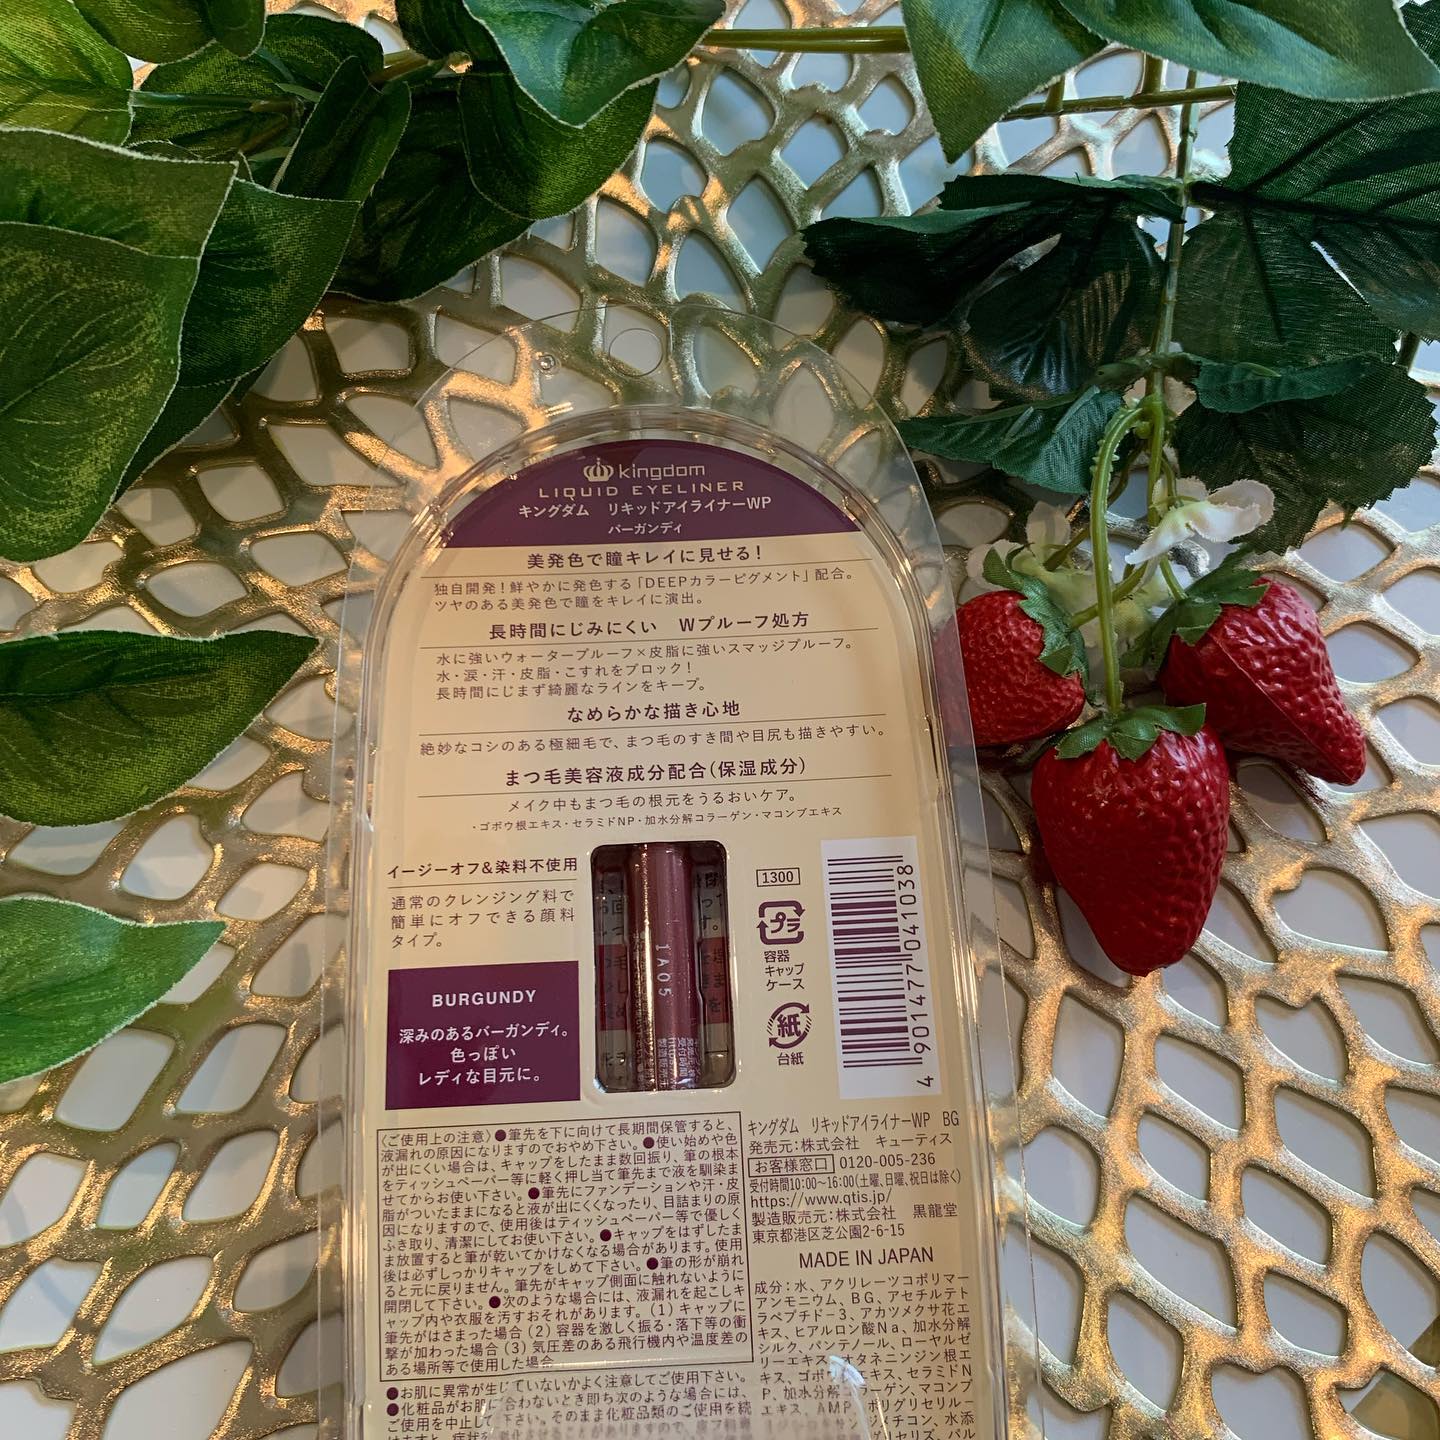 kingdom
LIQUID EYELINER
キングダム リキッドアイライナーWP
バーガンディ
美発色で瞳キレイに見せる！
独自開発！鮮やかに発色する「DEEPカラーピグメント」配合。
ツヤのある美発色で瞳をキレイに演出。
長時間にじみにくい Wプルーフ処方
水に強いウォータープルーフ×皮脂に強いスマッジプルーフ。
水・涙・汗・皮脂・こすれをブロック！
長時間にじまず綺麗なラインをキープ。
なめらかな描き心地
絶妙なコシのある極細毛で、まつ毛のすき間や目尻も描きやすい。
まつ毛美容液成分配合(保湿成分)
メイク中もまつ毛の根元をうるおいケア。
・ゴボウ根エキス・セラミドNP・加水分解コラーゲン・マコンブエキス
イージーオフ&染料不使用
通常のクレンジング料で
簡単にオフできる顔料
タイプ。
BURGUNDY
深みのあるバーガンディ。
色っぽい
レディな目元に。
1A05
1300
プラ
容器
キャップ
ケース
紙
台紙
4 901477 041038
〈ご使用上の注意〉●筆先を下に向けて長期間保管すると、
液漏れの原因になりますのでおやめ下さい。●使い始めや色
が出にくい場合は、キャップをしたまま数回振り、筆の根本
をティッシュペーパー等に軽く押し当て筆先まで液を馴染ま
せてからお使い下さい。●筆先にファンデーションや汗・皮
脂がついたままになると液が出にくくなったり、目詰まりの原
因になりますので、使用後はティッシュペーパー等で優しく
ふき取り、清潔にしてお使い下さい。●キャップをはずしたま
ま放置すると筆が乾いてかけなくなる場合があります。使用
後は必ずしっかりキャップをしめて下さい。●筆の形が崩れ
ると元に戻りません。筆先がキャップ側面に触れないように
開閉して下さい。●次のような場合には、液漏れを起こしキ
ャップ内や衣服を汚すおそれがあります。(1)キャップに
筆先がはさまった場合(2)容器を激しく振る・落下等の衝
撃が加わった場合(3)気圧差のある飛行機内や温度差の
ある場所等で使用した場合
●お肌に異常が生じていないかよく注意してご使用下さい。
●化粧品がお肌に合わないとき即ち次のような場合には、
ご使用を中止して下さい。そのまま化粧品類のご使用を続
キングダム リキッドアイライナーWP BG
発売元：株式会社 キューティス
お客様窓口 0120-005-236
受付時間10:00〜16:00(土曜、日曜、祝日は除く)
https://www.qtis.jp/
製造販売元：株式会社 黒龍堂
東京都港区芝公園2-6-15
MADE IN JAPAN
成分：水、アクリレーツコポリマー
アンモニウム、BG、アセチルテト
ラペプチド-3、アカツメクサ花エ
キス、ヒアルロン酸Na、加水分解
シルク、パンテノール、ローヤルゼ
リーエキス、オタネニンジン根エ
キス、ゴボウ エキス、セラミドN
P、加水分解コラーゲン、マコンブ
エキス、AMP、ポリグリセリル-